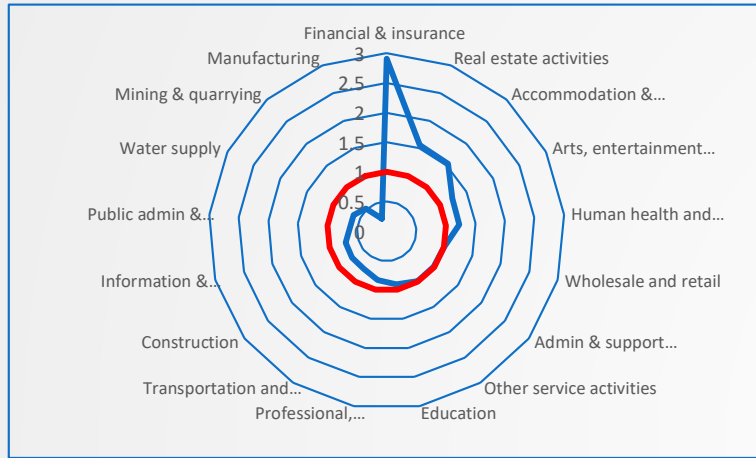 Financial & insurance
Real estate activities
Accommodation &...
Arts, entertainment...
Human health and...
Wholesale and retail
Admin & support...
Other service activities
Education
Professional,...
Transportation and...
Construction
Information &...
Public admin &...
Water supply
Mining & quarrying
Manufacturing
3
2.5
2
1.5
1
0.5
0